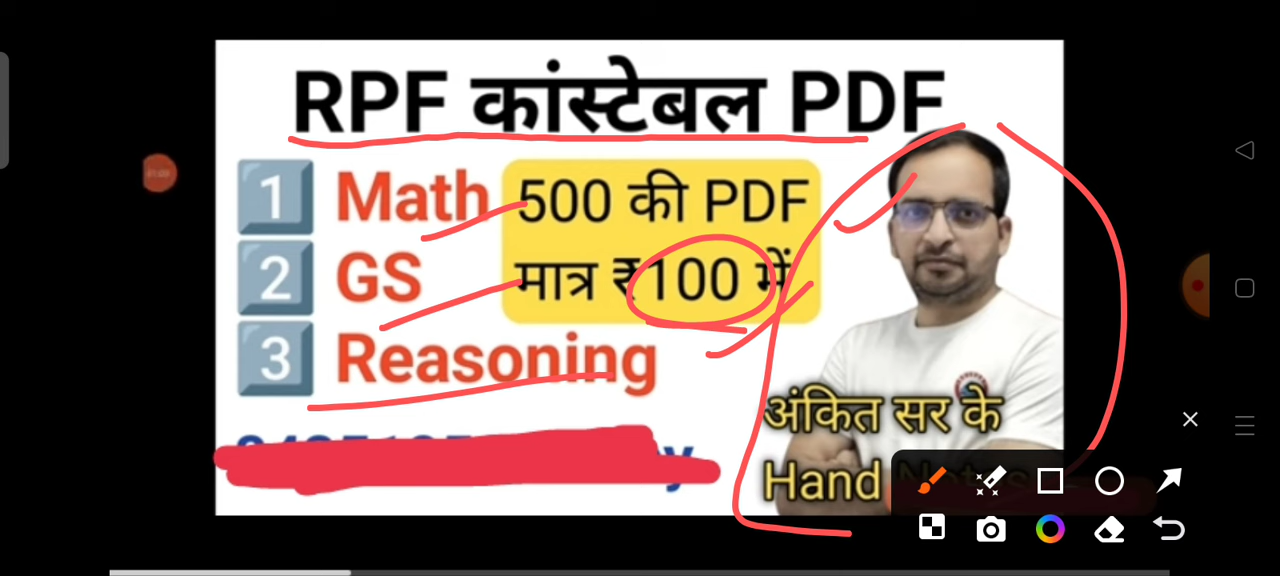 RPF कांस्टेबल PDF
1 Math
500 की PDF
मात्र ₹100 में
2 GS
3 Reasoning
अंकित सर के
Hand